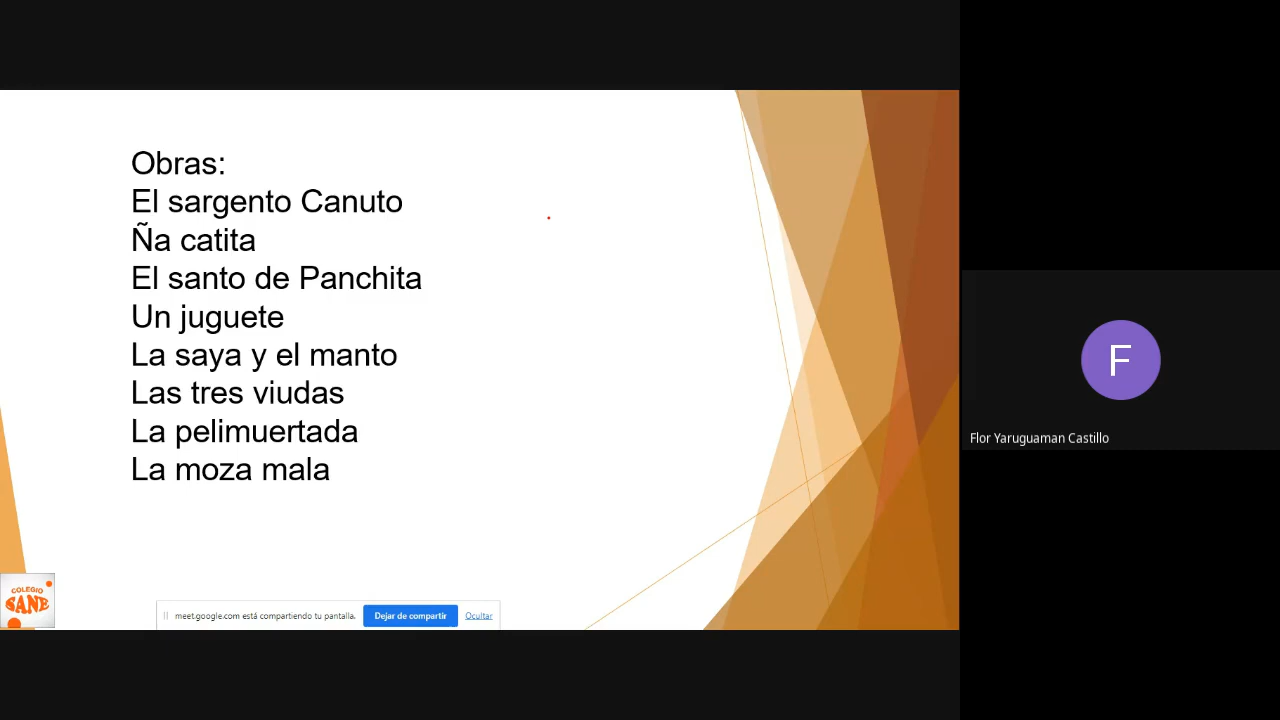 Obras:
El sargento Canuto
Ña catita
El santo de Panchita
Un juguete
La saya y el manto
Las tres viudas
La pelimuertada
La moza mala
COLEGIO
SANE
meet.google.com está compartiendo tu pantalla.
Dejar de compartir
Ocultar
F
Flor Yaruguaman Castillo